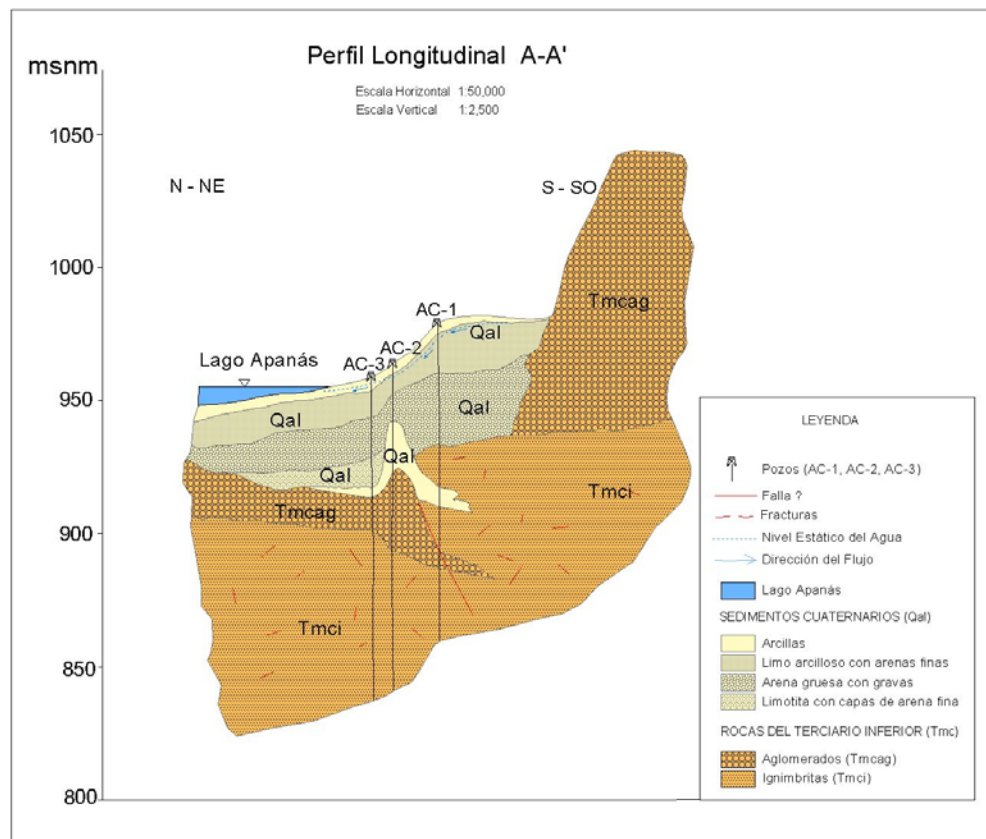 Perfil Longitudinal A-A'
msnm
Escala Horizontal 1:50,000
Escala Vertical 1:2,500
1050
N - NE
S - SO
1000
Tmcag
AC-1
Qal
AC-2
Lago Apanás
AC-3
950
Qal
Qal
Qal
Qal
Tmcag
Tmci
900
Tmci
850
800
LEYENDA
Pozos (AC-1, AC-2, AC-3)
Falla ?
Fracturas
Nivel Estático del Agua
Dirección del Flujo
Lago Apanás
SEDIMENTOS CUATERNARIOS (Qal)
Arcillas
Limo arcilloso con arenas finas
Arena gruesa con gravas
Limotita con capas de arena fina
ROCAS DEL TERCIARIO INFERIOR (Tmc)
Aglomerados (Tmcag)
Ignimbritas (Tmci)